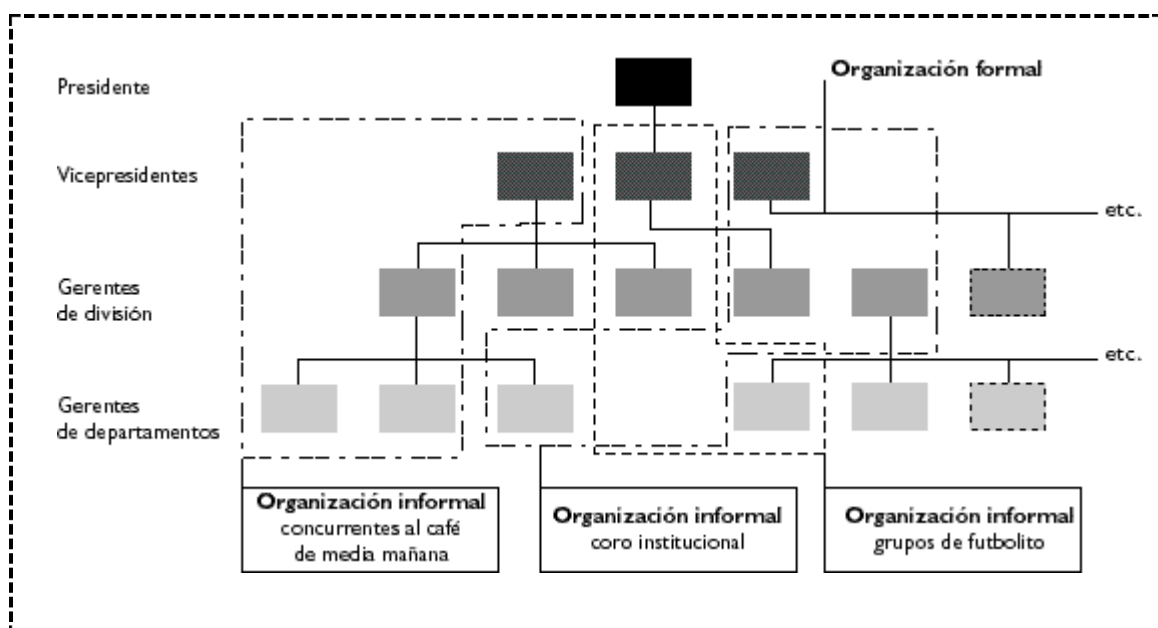 Presidente
Organización formal
Vicepresidentes
etc.
Gerentes
de división
etc.
Gerentes
de departamentos
Organización informal
concurrentes al café
de media mañana
Organización informal
coro institucional
Organización informal
grupos de futbolito